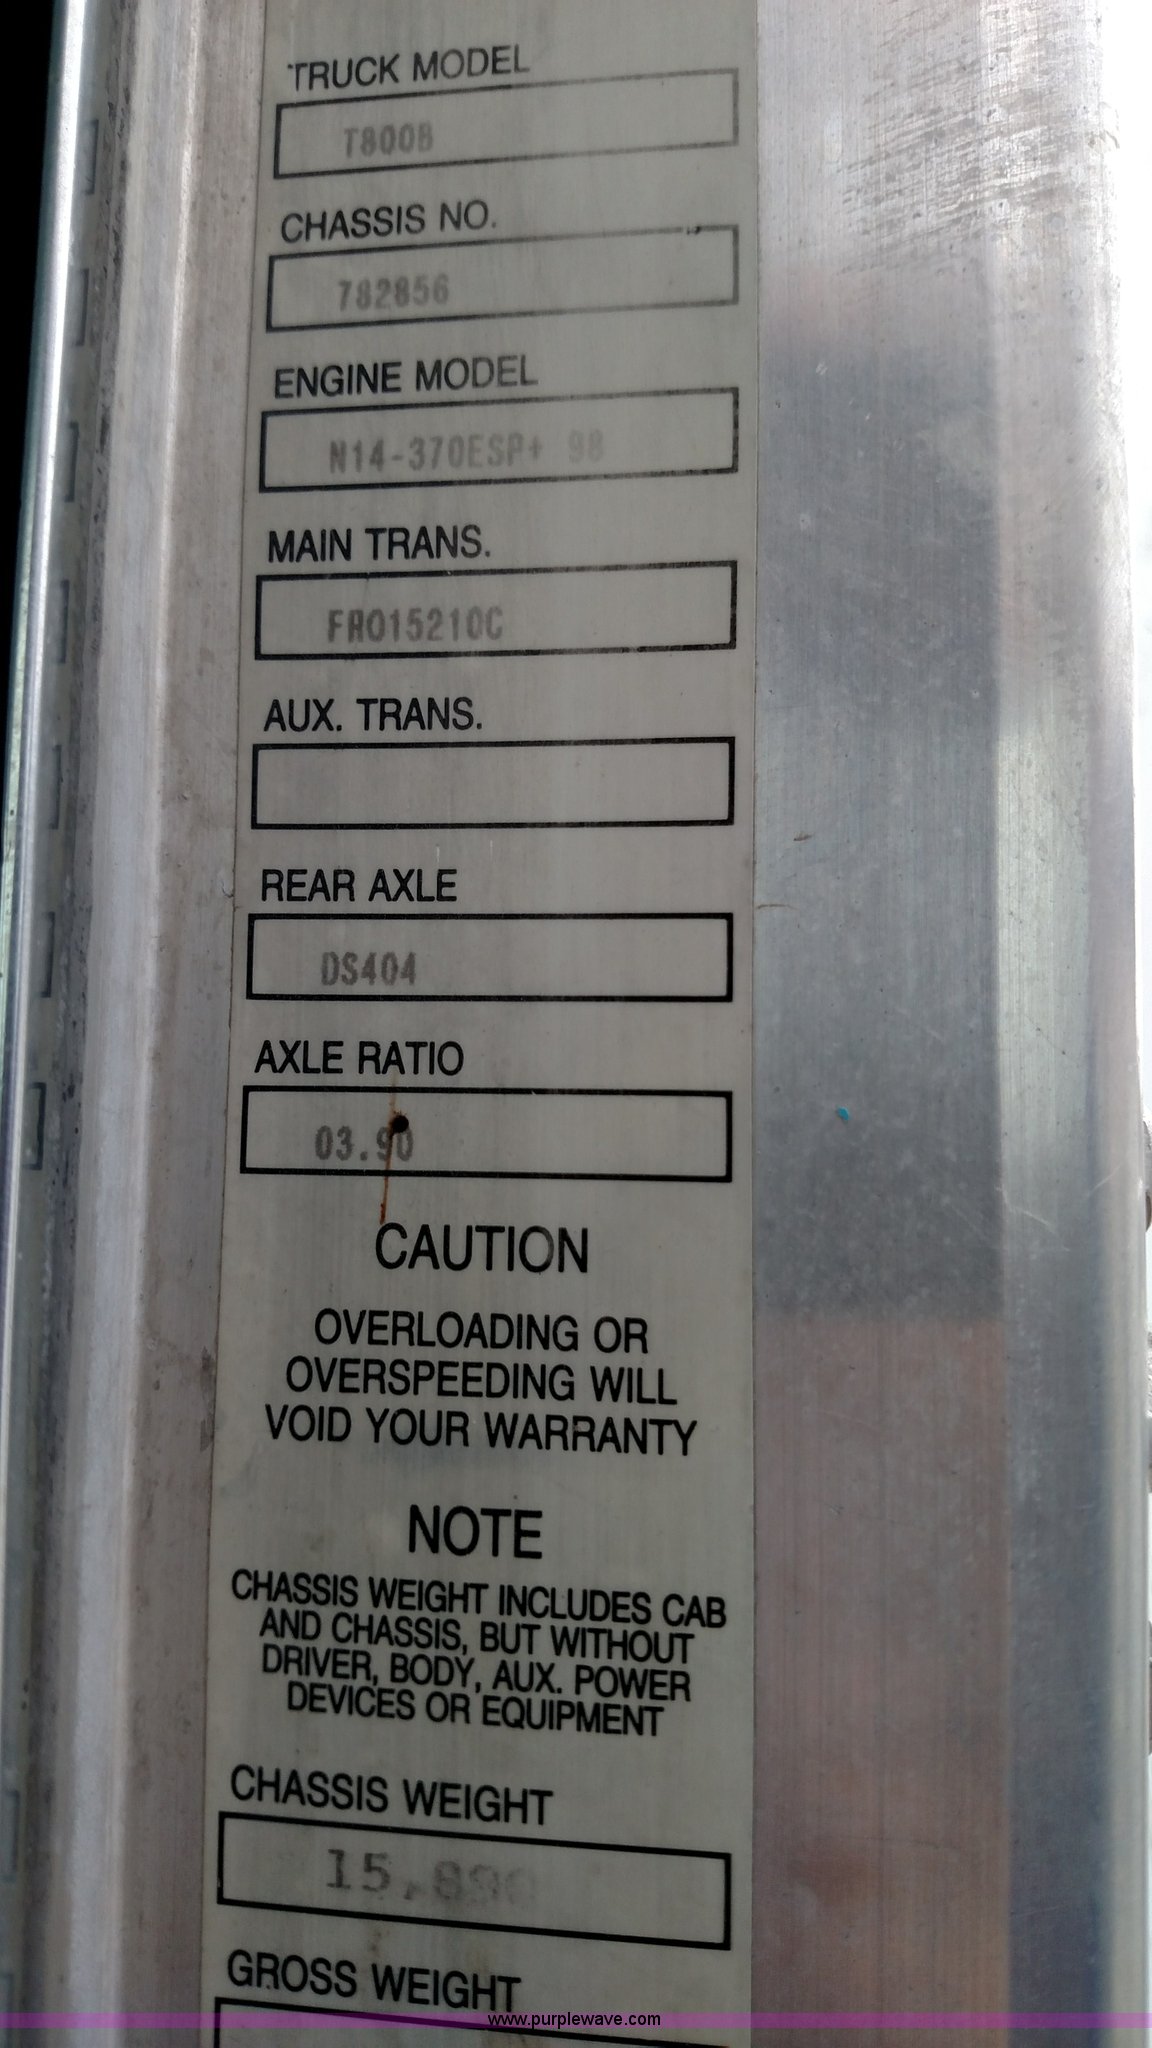 TRUCK MODEL
T800B
CHASSIS NO.
782856
ENGINE MODEL
N14-370ESP+ 98
MAIN TRANS.
FRO15210C
AUX. TRANS.
REAR AXLE
DS404
AXLE RATIO
03.90
CAUTION
OVERLOADING OR
OVERSPEEDING WILL
VOID YOUR WARRANTY
NOTE
CHASSIS WEIGHT INCLUDES CAB
AND CHASSIS, BUT WITHOUT
DRIVER, BODY, AUX. POWER
DEVICES OR EQUIPMENT
CHASSIS WEIGHT
15,890
GROSS WEIGHT
www.purplewave.com